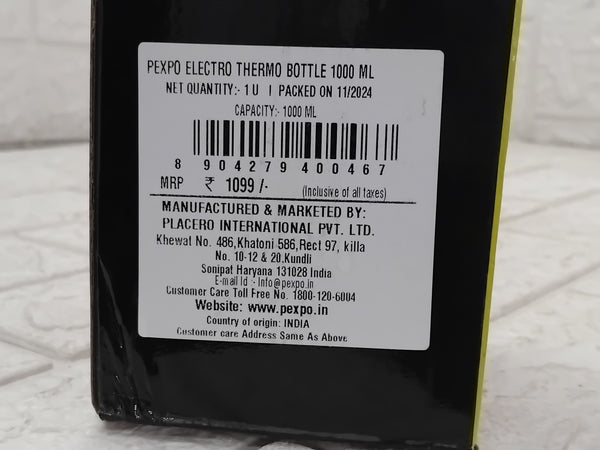 PEXPO ELECTRO THERMO BOTTLE 1000 ML
NET QUANTITY:- 1 U I PACKED ON 11/2024
CAPACITY:- 1000 ML
8 904279 400467
MRP ₹ 1099 /- (Inclusive of all taxes)
MANUFACTURED & MARKETED BY:
PLACERO INTERNATIONAL PVT. LTD.
Khewat No. 486,Khatoni 586,Rect 97, killa
No. 10-12 & 20.Kundli
Sonipat Haryana 131028 India
E-mail Id :- Info@pexpo.in
Customer Care Toll Free No. 1800-120-6004
Website: www.pexpo.in
Country of origin: INDIA
Customer care Address Same As Above